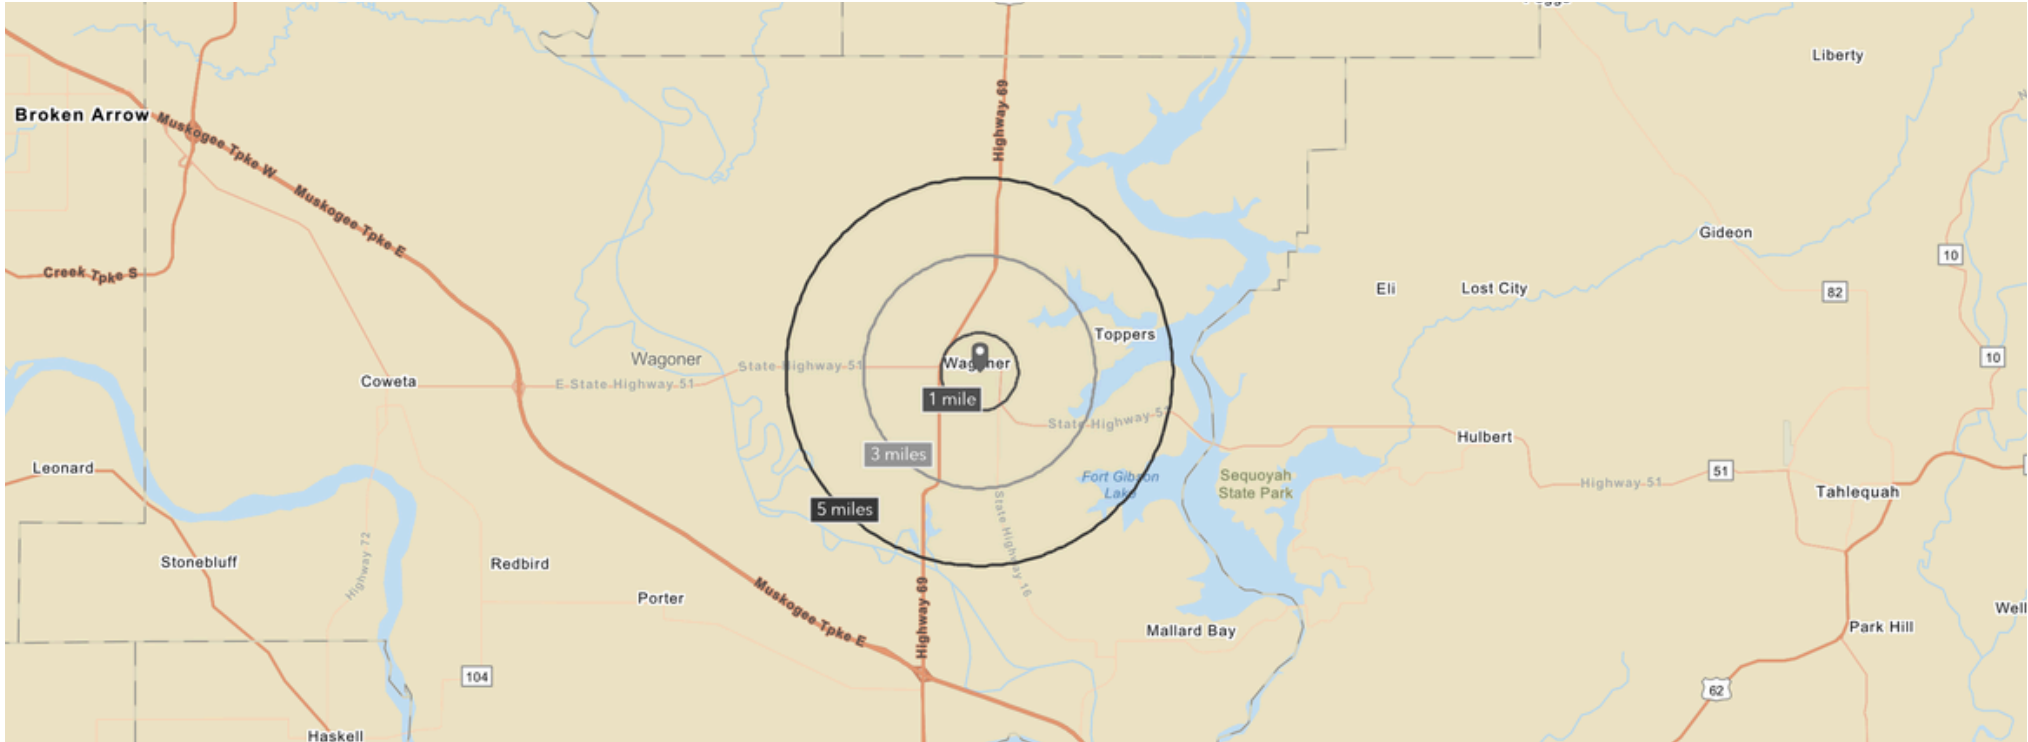 Liberty
Broken Arrow
Muskogee Tpke W
Highway 69
Muskogee Tpke E
Gideon
10
Creek Tpke S
Eli
Lost City
82
Toppers
Wagoner
Wagoner
State Highway 51
10
Coweta
E State Highway 51
1 mile
State Highway 51
Hulbert
3 miles
Leonard
Fort Gibson
Lake
Sequoyah
State Park
51
Highway 51
Tahlequah
5 miles
State Highway 16
Highway 72
Stonebluff
Redbird
Porter
Muskogee Tpke E
Highway 69
Mallard Bay
Well
Park Hill
104
62
Haskell